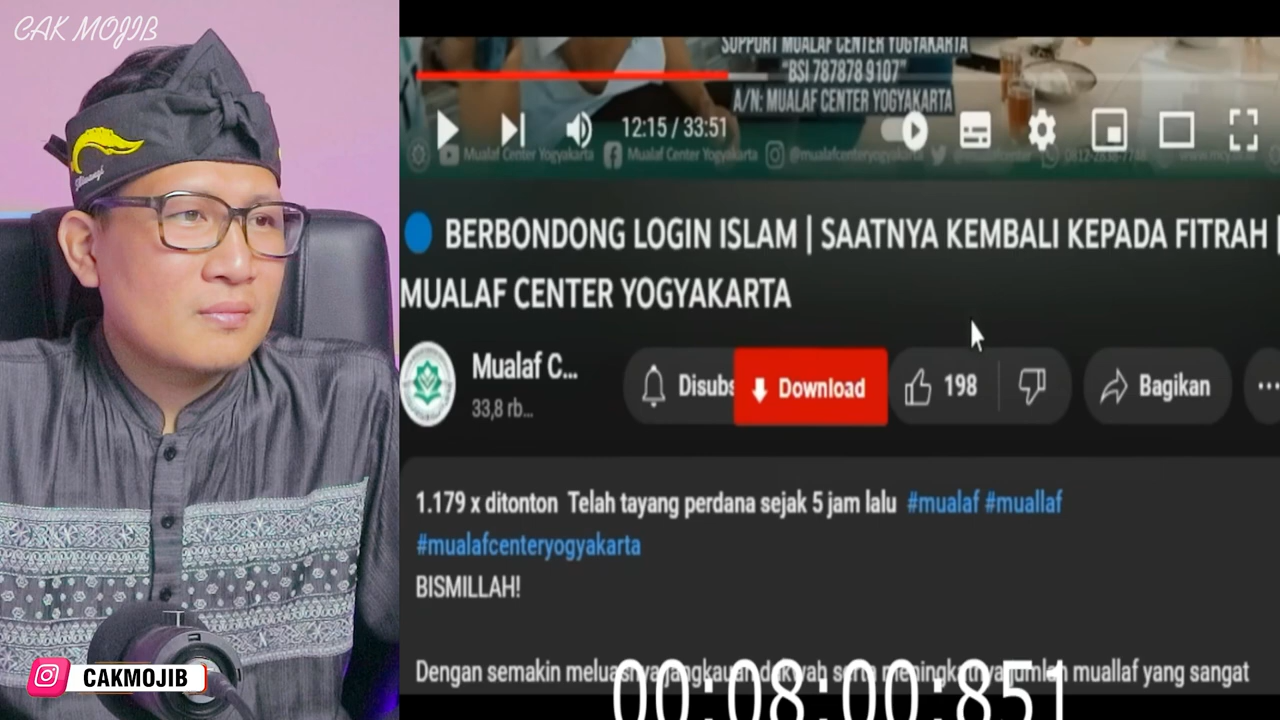 CAK MOJIB
SUPPORT MUALAF CENTER YOGYAKARTA
"BSI 787878 9107"
A/N: MUALAF CENTER YOGYAKARTA
12:15 / 33:51
Mualaf Center Yogyakarta Mualaf Center Yogyakarta @mualafcenteryogyakarta
BERBONDONG LOGIN ISLAM | SAATNYA KEMBALI KEPADA FITRAH |
MUALAF CENTER YOGYAKARTA
Mualaf C...
33,8 rb...
Disubs Download 198 Bagikan ...
1.179 x ditonton Telah tayang perdana sejak 5 jam lalu #mualaf #muallaf
#mualafcenteryogyakarta
BISMILLAH!
Dengan semakin meluasnya jangkauan dakwah serta meningkatnya jumlah muallaf yang sangat
00:08:00:851
CAKMOJIB